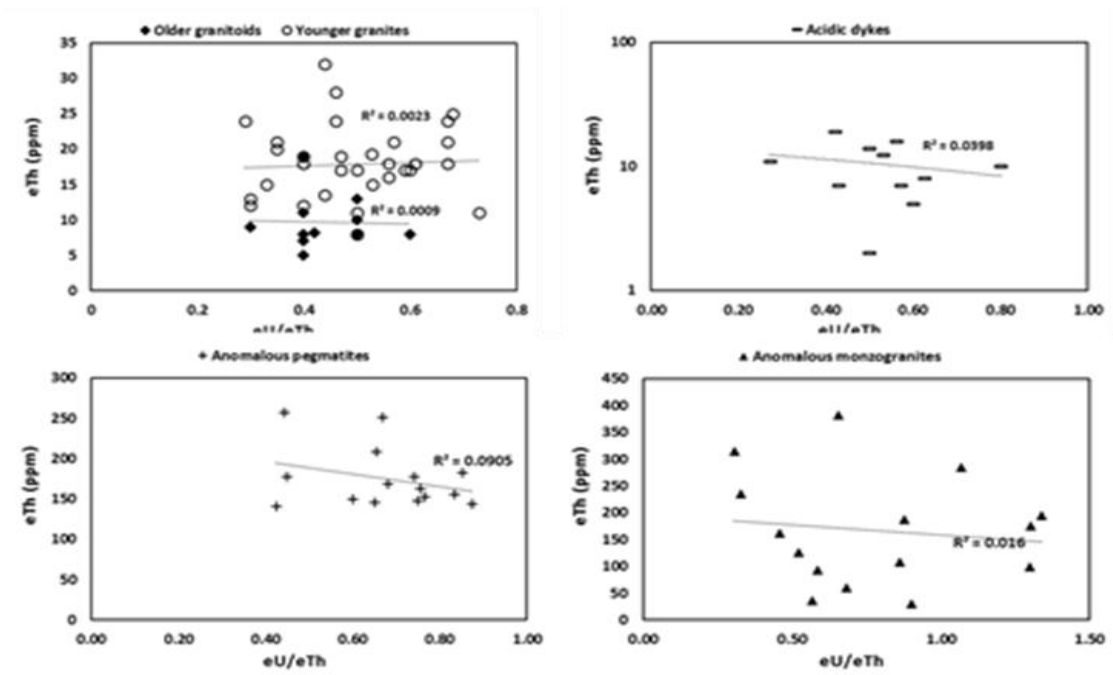 Older granitoids Younger granites
35
30
25
20
15
10
5
0
eTh (ppm)
R² = 0.0023
R² = 0.0009
0 0.2 0.4 0.6 0.8
eU/eTh
Acidic dykes
100
10
1
eTh (ppm)
R² = 0.0398
0.00 0.20 0.40 0.60 0.80 1.00
eU/eTh
Anomalous pegmatites
300
250
200
150
100
50
0
eTh (ppm)
R² = 0.0905
0.00 0.20 0.40 0.60 0.80 1.00
eU/eTh
Anomalous monzogranites
450
400
350
300
250
200
150
100
50
0
eTh (ppm)
R² = 0.016
0.00 0.50 1.00 1.50
eU/eTh